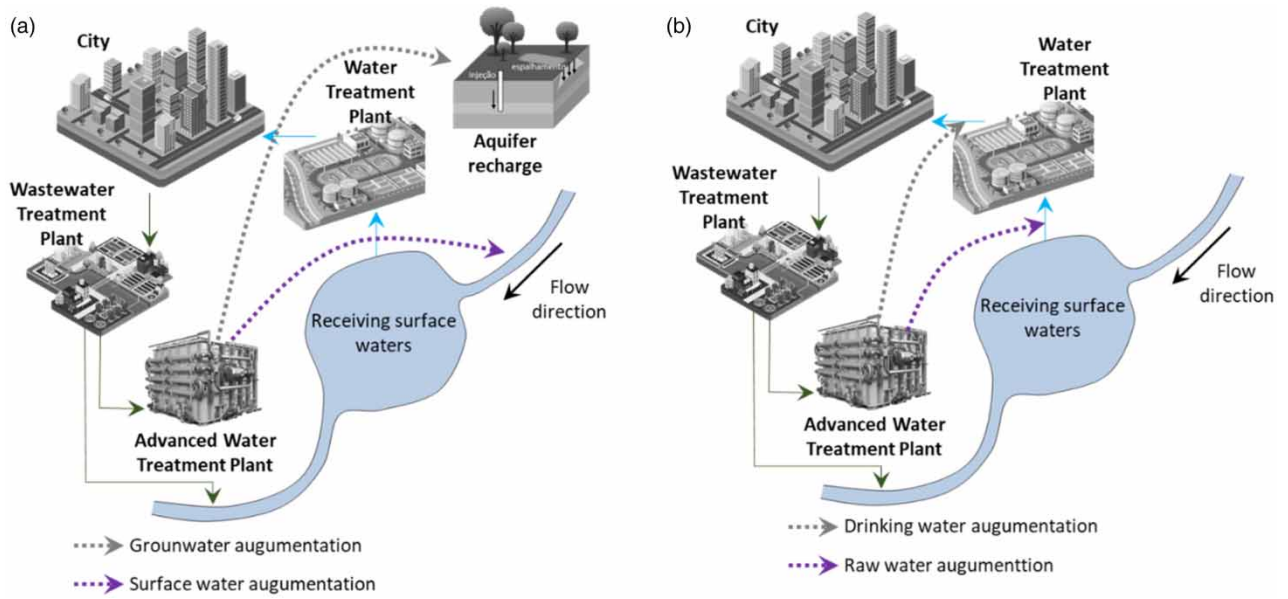 (a)
City
Water
Treatment
Plant
injeção
espalhamento
Aquifer
recharge
Wastewater
Treatment
Plant
Flow
direction
Receiving surface
waters
Advanced Water
Treatment Plant
Grounwater augumentation
Surface water augumentation
(b)
City
Water
Treatment
Plant
Wastewater
Treatment
Plant
Flow
direction
Receiving surface
waters
Advanced Water
Treatment Plant
Drinking water augumentation
Raw water augumenttion